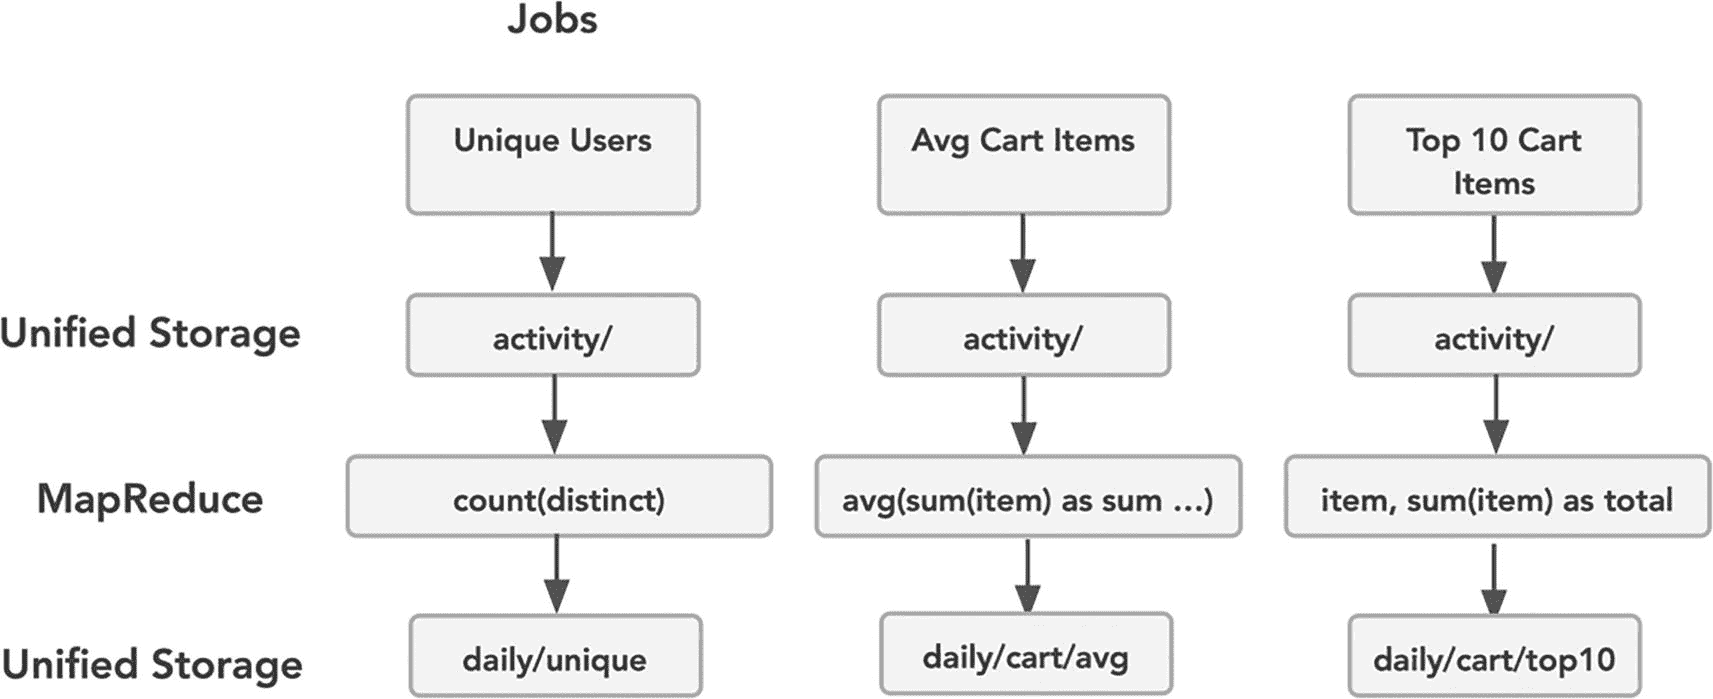 Jobs
Unique Users
Avg Cart Items
Top 10 Cart
Items
Unified Storage
activity/
activity/
activity/
MapReduce
count(distinct)
avg(sum(item) as sum ...)
item, sum(item) as total
Unified Storage
daily/unique
daily/cart/avg
daily/cart/top10